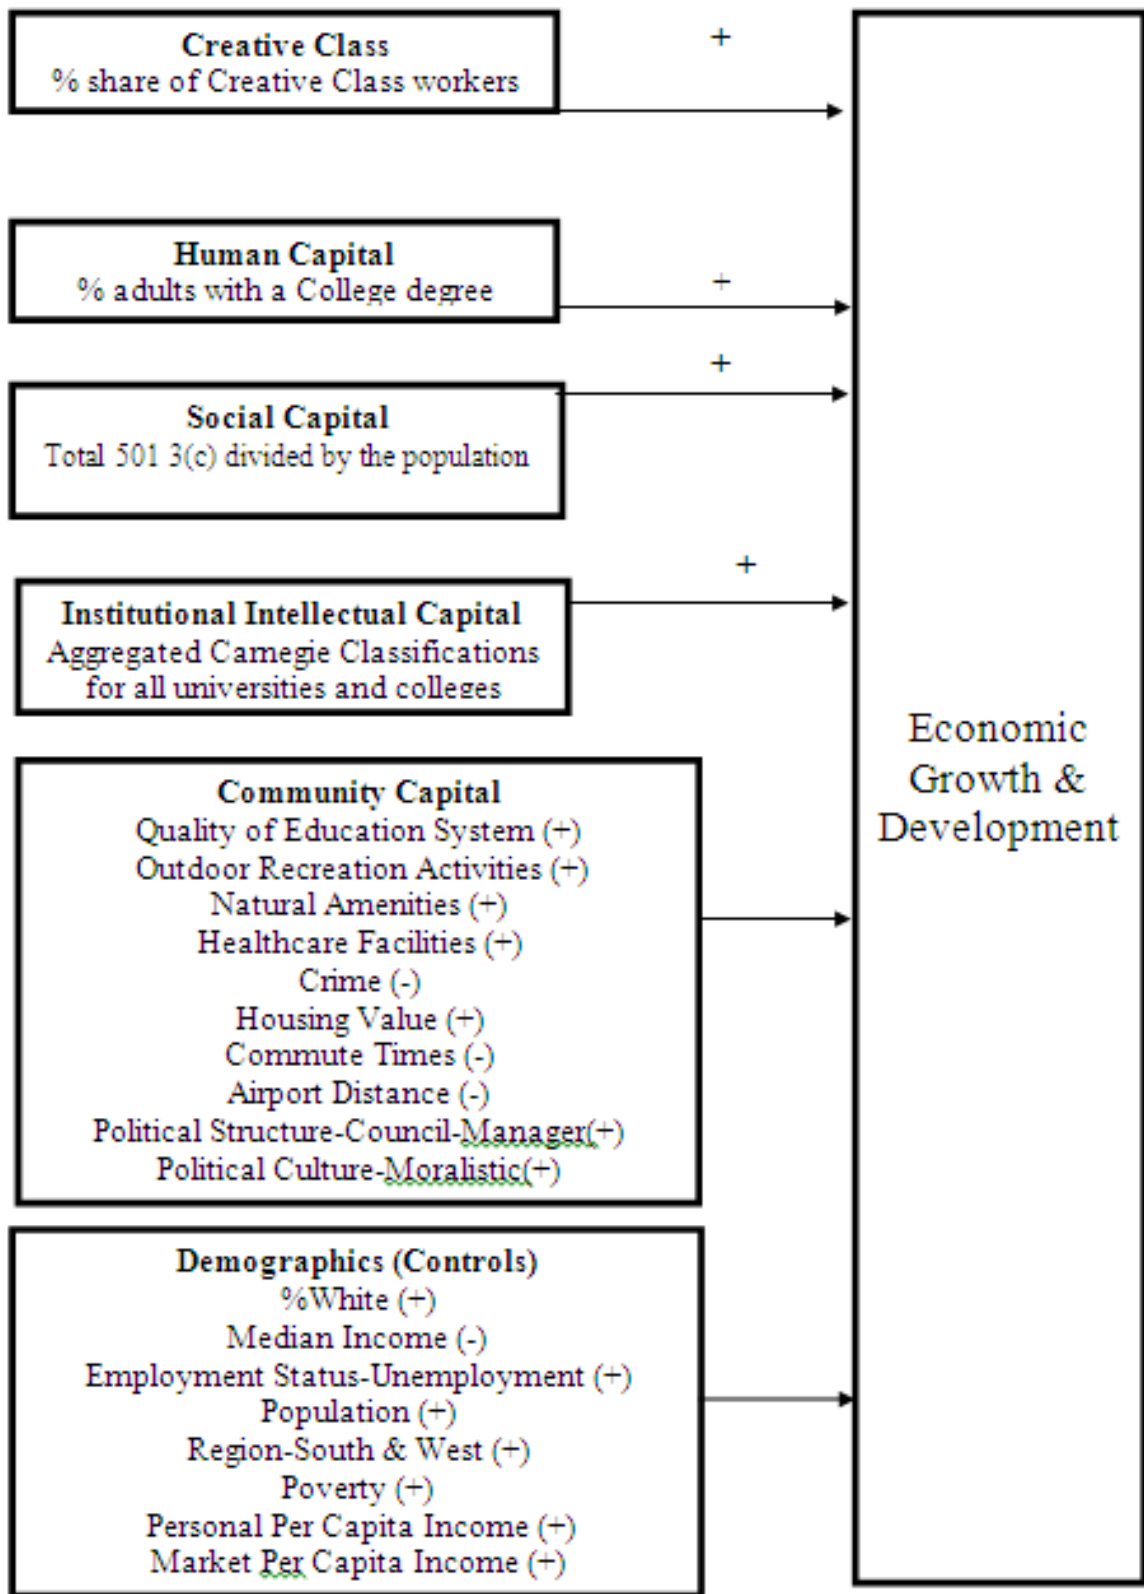 Creative Class
% share of Creative Class workers
+
Human Capital
% adults with a College degree
+
Social Capital
Total 501 3(c) divided by the population
+
Institutional Intellectual Capital
Aggregated Carnegie Classifications
for all universities and colleges
+
Community Capital
Quality of Education System (+)
Outdoor Recreation Activities (+)
Natural Amenities (+)
Healthcare Facilities (+)
Crime (-)
Housing Value (+)
Commute Times (-)
Airport Distance (-)
Political Structure-Council-Manager(+)
Political Culture-Moralistic(+)
Demographics (Controls)
%White (+)
Median Income (-)
Employment Status-Unemployment (+)
Population (+)
Region-South & West (+)
Poverty (+)
Personal Per Capita Income (+)
Market Per Capita Income (+)
Economic
Growth &
Development